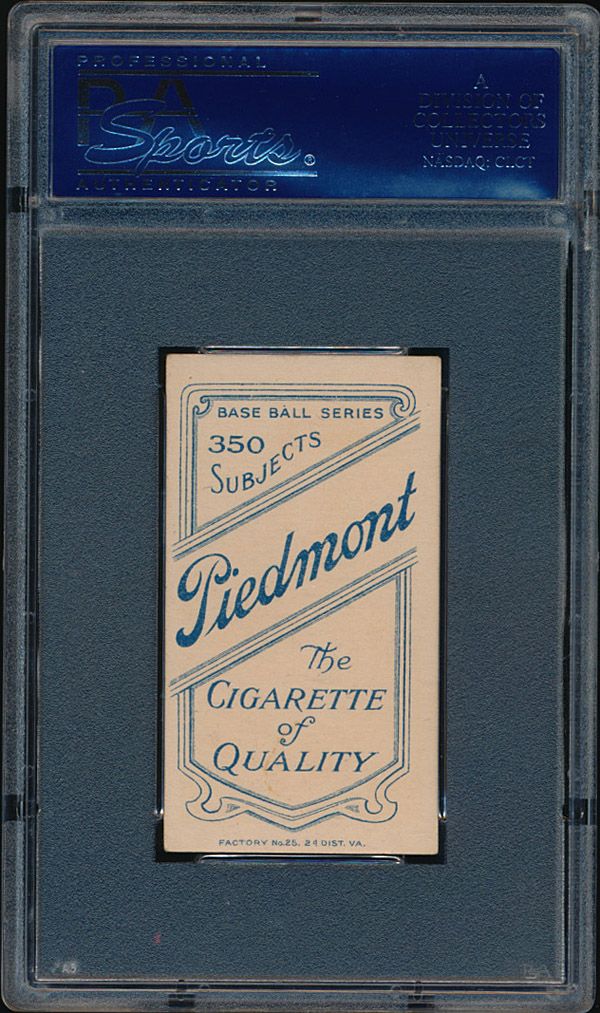 PROFESSIONAL
PSA
Sports®
AUTHENTICATOR
A
DIVISION OF
COLLECTORS
UNIVERSE
NASDAQ: CLCT
BASE BALL SERIES
350
SUBJECTS
Piedmont
The
CIGARETTE
of
QUALITY
FACTORY No. 25. 2d DIST. VA.